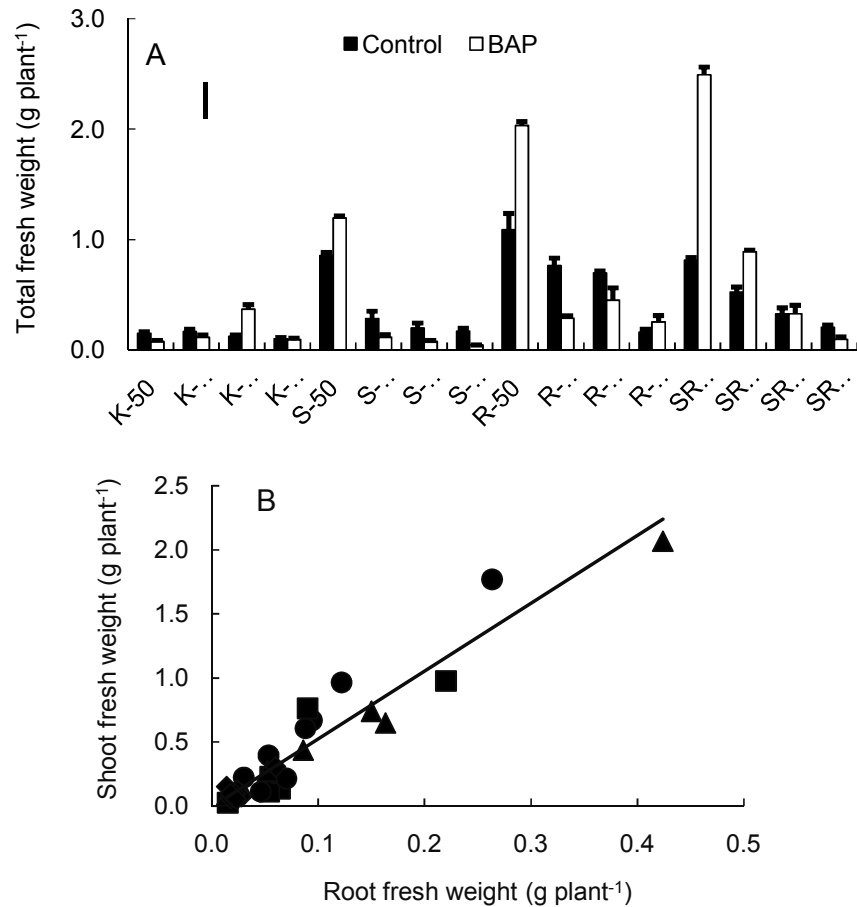 A
Control BAP
Total fresh weight (g plant⁻¹)
3.0
2.0
1.0
0.0
K-50 K-.. K-.. K-.. S-50 S-.. S-.. S-.. R-50 R-.. R-.. R-.. SR.. SR.. SR.. SR..
B
Shoot fresh weight (g plant⁻¹)
2.5
2.0
1.5
1.0
0.5
0.0
0.0 0.1 0.2 0.3 0.4 0.5
Root fresh weight (g plant⁻¹)